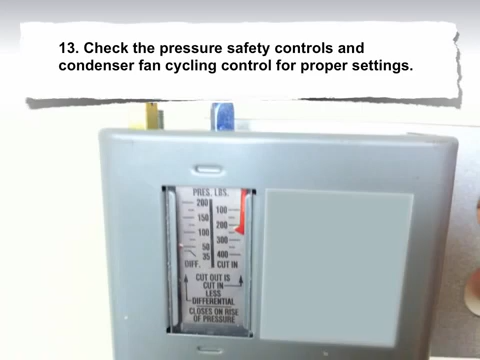 13. Check the pressure safety controls and
condenser fan cycling control for proper settings.
PRES. LBS.
200
100
150
200
100
300
50
400
35
DIFF. CUT IN
CUT OUT IS
CUT IN
LESS
DIFFERENTIAL
CLOSES ON RISE
OF PRESSURE